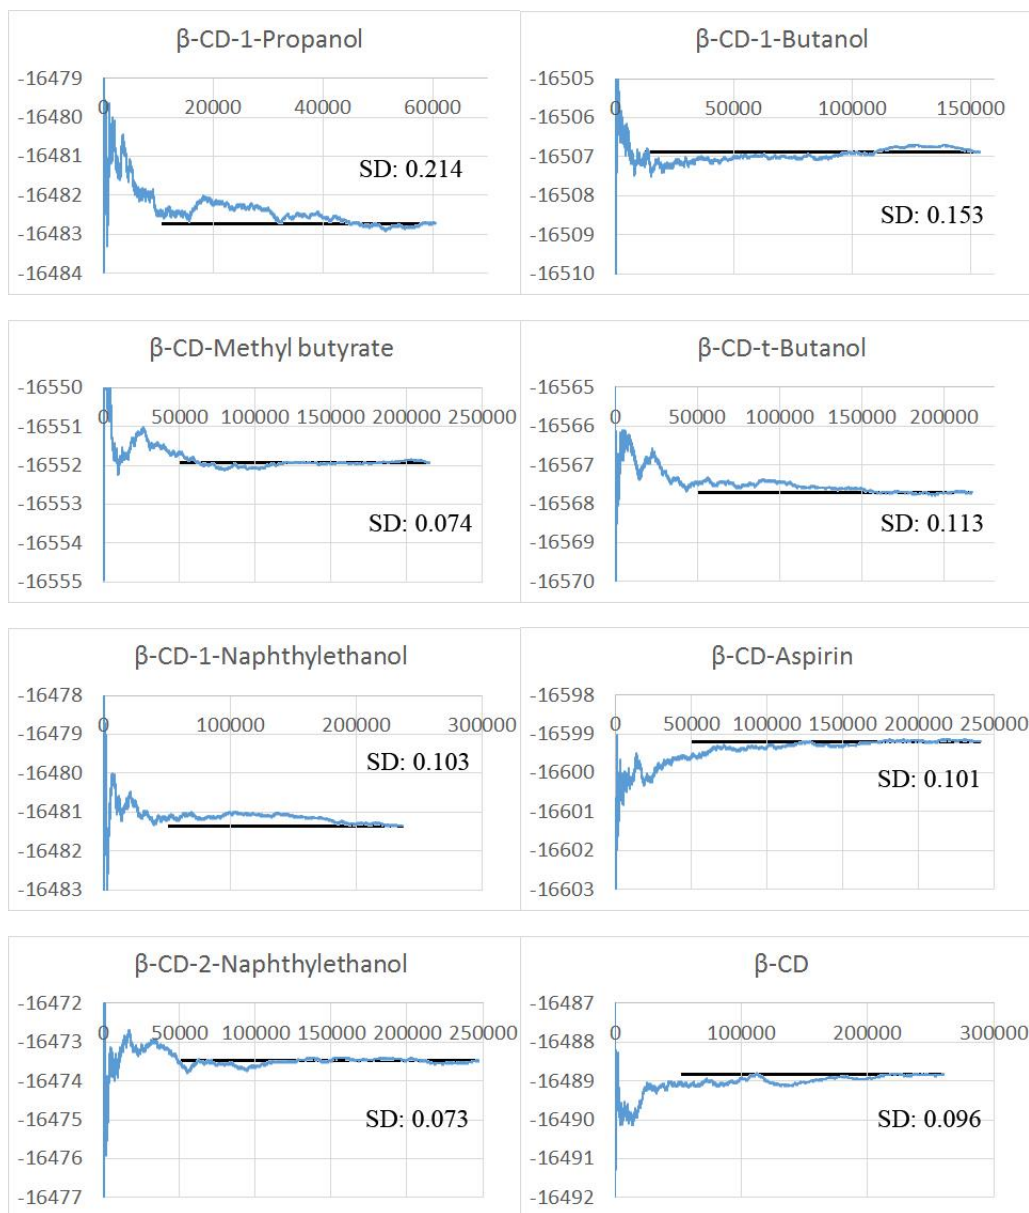 β-CD-1-Propanol
-16479
0 20000 40000 60000
-16480
-16481
SD: 0.214
-16482
-16483
-16484
β-CD-1-Butanol
-16505
0 50000 100000 150000
-16506
-16507
-16508
SD: 0.153
-16509
-16510
β-CD-Methyl butyrate
-16550
0 50000 100000 150000 200000 250000
-16551
-16552
-16553
SD: 0.074
-16554
-16555
β-CD-t-Butanol
-16565
0 50000 100000 150000 200000
-16566
-16567
-16568
SD: 0.113
-16569
-16570
β-CD-1-Naphthylethanol
-16478
0 100000 200000 300000
-16479
SD: 0.103
-16480
-16481
-16482
-16483
β-CD-Aspirin
-16598
0 50000 100000 150000 200000 250000
-16599
-16600
SD: 0.101
-16601
-16602
-16603
β-CD-2-Naphthylethanol
-16472
0 50000 100000 150000 200000 250000
-16473
-16474
-16475
SD: 0.073
-16476
-16477
β-CD
-16487
0 100000 200000 300000
-16488
-16489
-16490
SD: 0.096
-16491
-16492